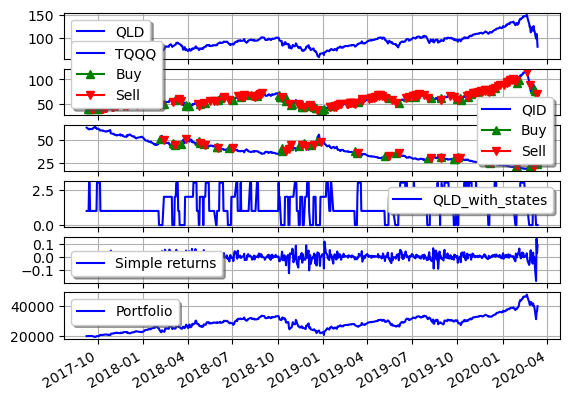 150
100
QLD
TQQQ
Buy
Sell
100
50
QID
Buy
Sell
50
25
2.5
0.0
QLD_with_states
0.1
0.0
−0.1
Simple returns
40000
20000
Portfolio
2017-10 2018-01 2018-04 2018-07 2018-10 2019-01 2019-04 2019-07 2019-10 2020-01 2020-04